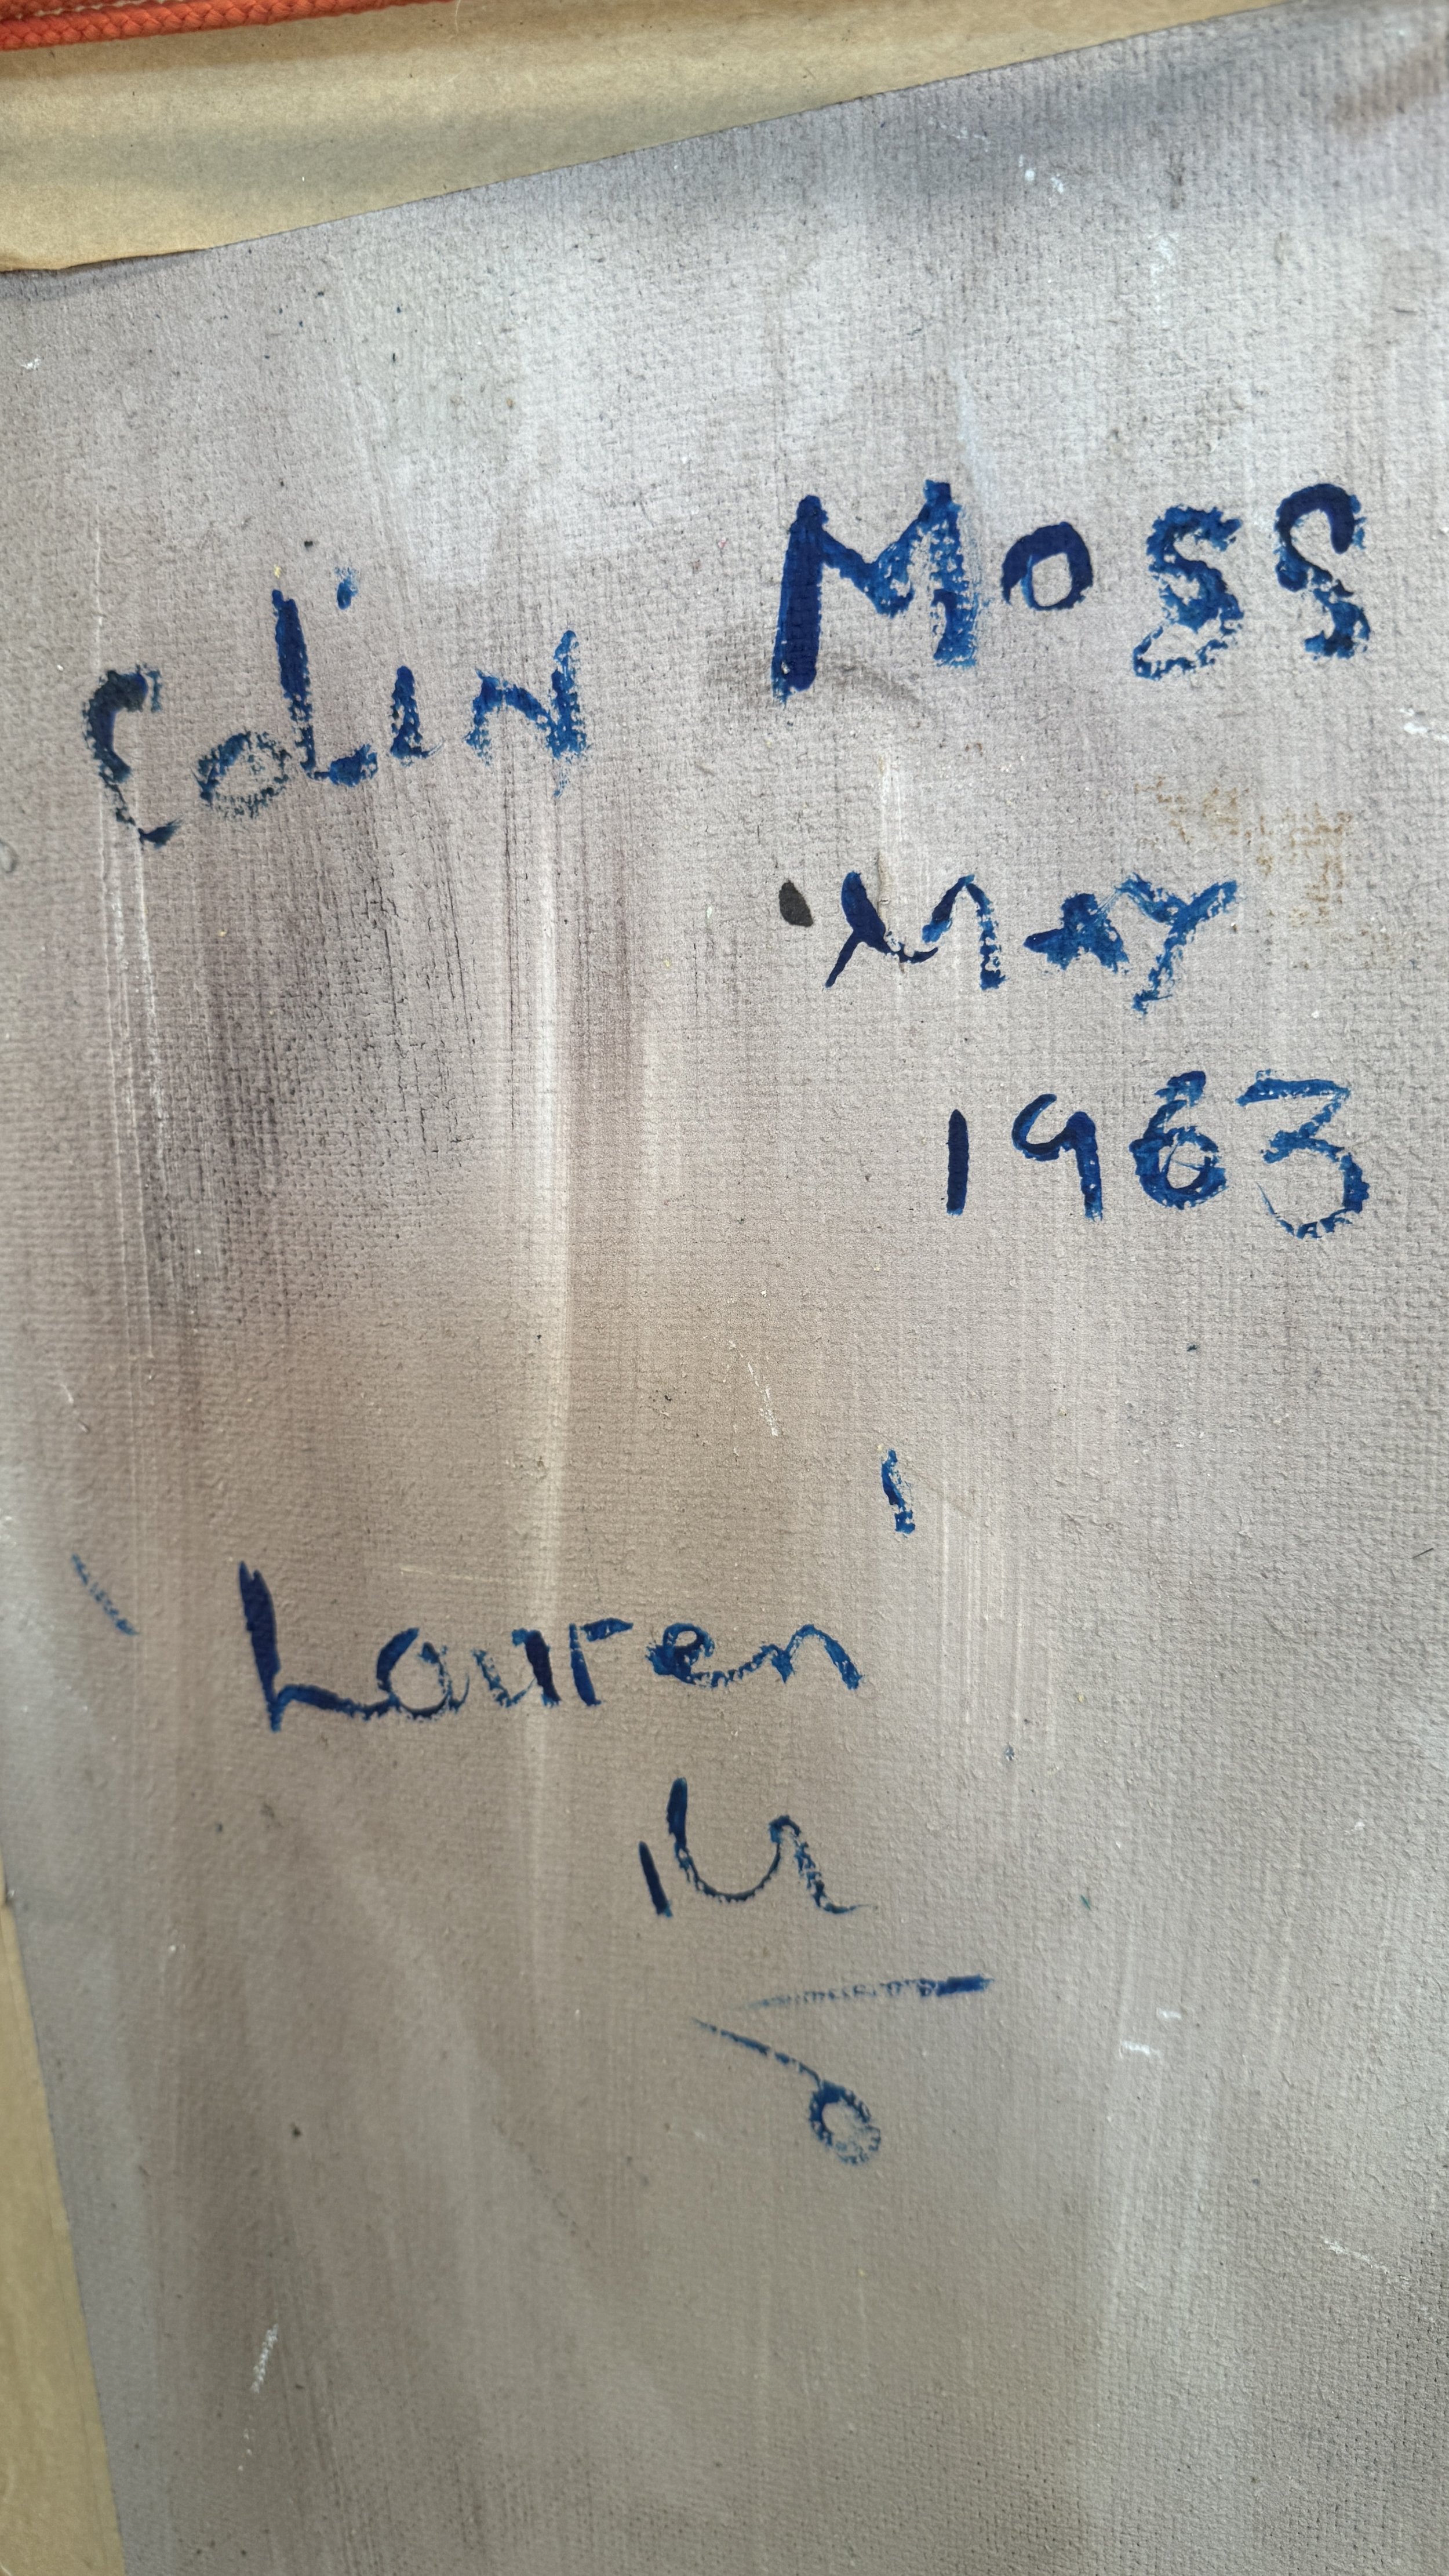 Colin Moss
May
1963
'Lauren'